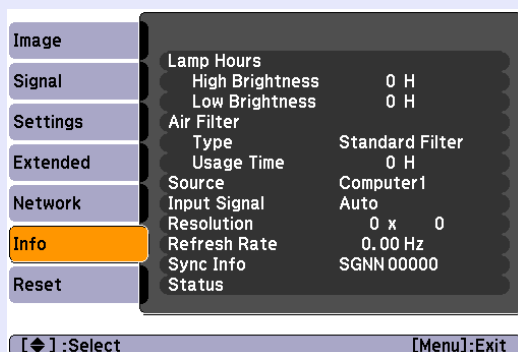 Image
Signal
Settings
Extended
Network
Info
Reset
Lamp Hours
High Brightness 0 H
Low Brightness 0 H
Air Filter
Type Standard Filter
Usage Time 0 H
Source Computer1
Input Signal Auto
Resolution 0 x 0
Refresh Rate 0.00 Hz
Sync Info SGNN 00000
Status
[◆] :Select [Menu]:Exit